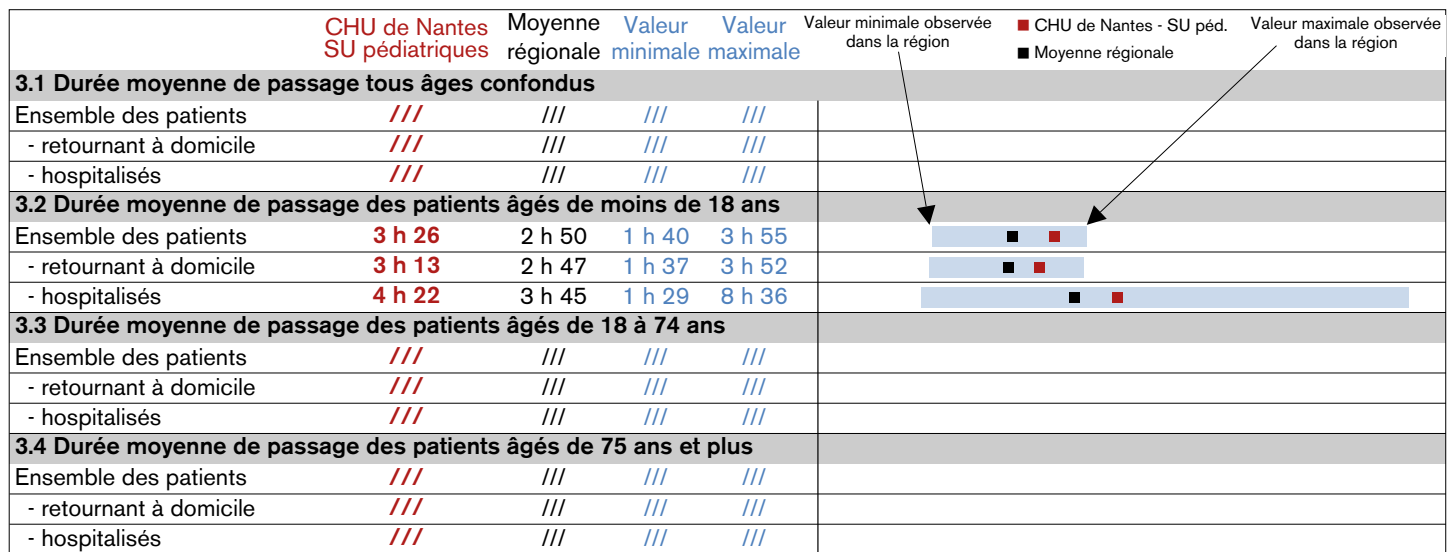 CHU de Nantes Moyenne Valeur Valeur Valeur minimale observée ■ CHU de Nantes - SU péd. Valeur maximale observée
SU pédiatriques régionale minimale maximale dans la région ■ Moyenne régionale dans la région
3.1 Durée moyenne de passage tous âges confondus
Ensemble des patients /// /// /// ///
- retournant à domicile /// /// /// ///
- hospitalisés /// /// /// ///
3.2 Durée moyenne de passage des patients âgés de moins de 18 ans
Ensemble des patients 3 h 26 2 h 50 1 h 40 3 h 55
- retournant à domicile 3 h 13 2 h 47 1 h 37 3 h 52
- hospitalisés 4 h 22 3 h 45 1 h 29 8 h 36
3.3 Durée moyenne de passage des patients âgés de 18 à 74 ans
Ensemble des patients /// /// /// ///
- retournant à domicile /// /// /// ///
- hospitalisés /// /// /// ///
3.4 Durée moyenne de passage des patients âgés de 75 ans et plus
Ensemble des patients /// /// /// ///
- retournant à domicile /// /// /// ///
- hospitalisés /// /// /// ///